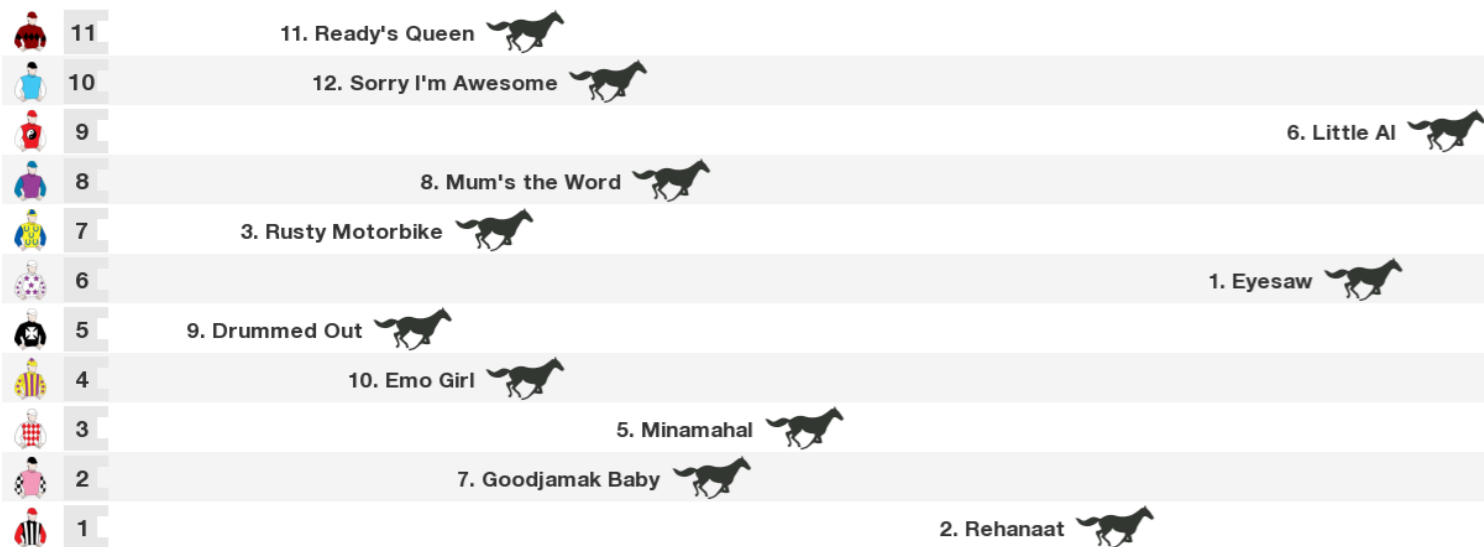 11 11. Ready's Queen
10 12. Sorry I'm Awesome
9 6. Little Al
8 8. Mum's the Word
7 3. Rusty Motorbike
6 1. Eyesaw
5 9. Drummed Out
4 10. Emo Girl
3 5. Minamahal
2 7. Goodjamak Baby
1 2. Rehanaat